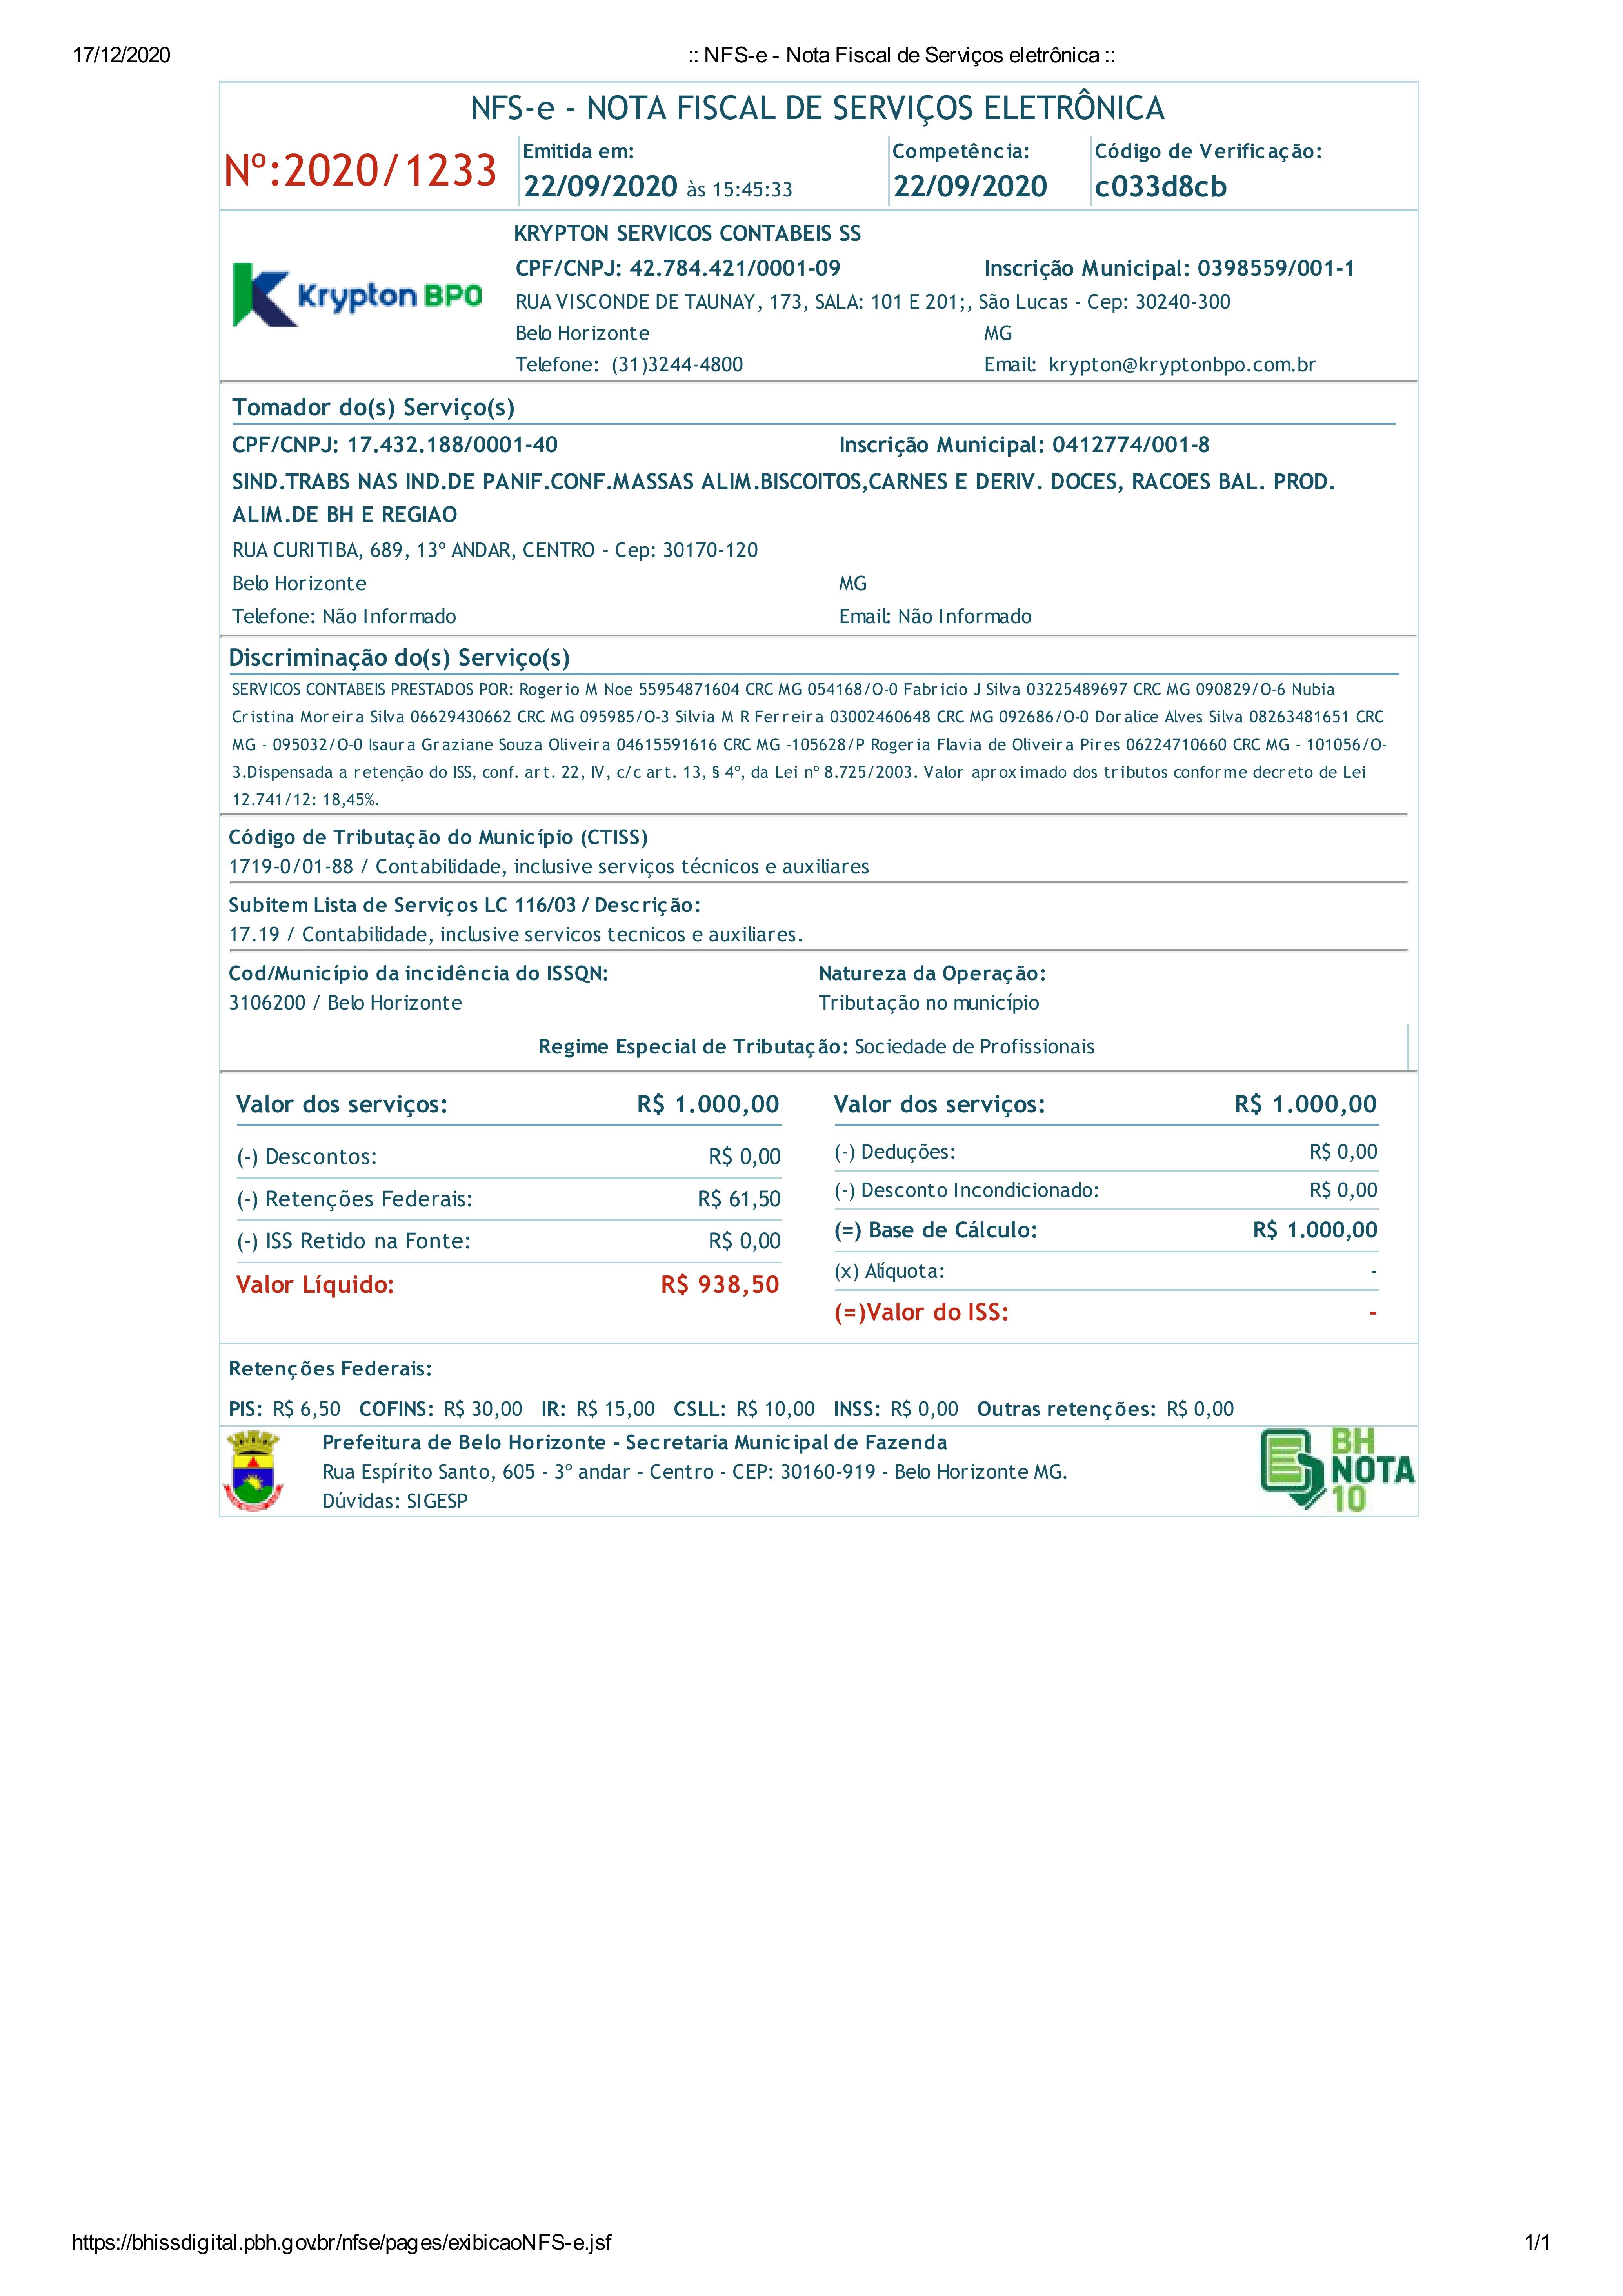 17/12/2020 :: NFS-e - Nota Fiscal de Serviços eletrônica ::
NFS-e - NOTA FISCAL DE SERVIÇOS ELETRÔNICA
Nº:2020/1233
Emitida em: Competência: Código de Verificação:
22/09/2020 às 15:45:33 22/09/2020 c033d8cb
Krypton BPO
KRYPTON SERVICOS CONTABEIS SS
CPF/CNPJ: 42.784.421/0001-09 Inscrição Municipal: 0398559/001-1
RUA VISCONDE DE TAUNAY, 173, SALA: 101 E 201;, São Lucas - Cep: 30240-300
Belo Horizonte MG
Telefone: (31)3244-4800 Email: krypton@kryptonbpo.com.br
Tomador do(s) Serviço(s)
CPF/CNPJ: 17.432.188/0001-40 Inscrição Municipal: 0412774/001-8
SIND.TRABS NAS IND.DE PANIF.CONF.MASSAS ALIM.BISCOITOS,CARNES E DERIV. DOCES, RACOES BAL. PROD.
ALIM.DE BH E REGIAO
RUA CURITIBA, 689, 13º ANDAR, CENTRO - Cep: 30170-120
Belo Horizonte MG
Telefone: Não Informado Email: Não Informado
Discriminação do(s) Serviço(s)
SERVICOS CONTABEIS PRESTADOS POR: Rogerio M Noe 55954871604 CRC MG 054168/O-0 Fabricio J Silva 03225489697 CRC MG 090829/O-6 Nubia
Cristina Moreira Silva 06629430662 CRC MG 095985/O-3 Silvia M R Ferreira 03002460648 CRC MG 092686/O-0 Doralice Alves Silva 08263481651 CRC
MG - 095032/O-0 Isaura Graziane Souza Oliveira 04615591616 CRC MG -105628/P Rogeria Flavia de Oliveira Pires 06224710660 CRC MG - 101056/O-
3.Dispensada a retenção do ISS, conf. art. 22, IV, c/c art. 13, § 4º, da Lei nº 8.725/2003. Valor aproximado dos tributos conforme decreto de Lei
12.741/12: 18,45%.
Código de Tributação do Município (CTISS)
1719-0/01-88 / Contabilidade, inclusive serviços técnicos e auxiliares
Subitem Lista de Serviços LC 116/03 / Descrição:
17.19 / Contabilidade, inclusive servicos tecnicos e auxiliares.
Cod/Município da incidência do ISSQN: Natureza da Operação:
3106200 / Belo Horizonte Tributação no município
Regime Especial de Tributação: Sociedade de Profissionais
Valor dos serviços: R$ 1.000,00 Valor dos serviços: R$ 1.000,00
(-) Descontos: R$ 0,00 (-) Deduções: R$ 0,00
(-) Retenções Federais: R$ 61,50 (-) Desconto Incondicionado: R$ 0,00
(-) ISS Retido na Fonte: R$ 0,00 (=) Base de Cálculo: R$ 1.000,00
(x) Alíquota: -
Valor Líquido: R$ 938,50 (=)Valor do ISS: -
Retenções Federais:
PIS: R$ 6,50 COFINS: R$ 30,00 IR: R$ 15,00 CSLL: R$ 10,00 INSS: R$ 0,00 Outras retenções: R$ 0,00
Prefeitura de Belo Horizonte - Secretaria Municipal de Fazenda
Rua Espírito Santo, 605 - 3º andar - Centro - CEP: 30160-919 - Belo Horizonte MG.
Dúvidas: SIGESP
BH
NOTA
10
https://bhissdigital.pbh.gov.br/nfse/pages/exibicaoNFS-e.jsf 1/1